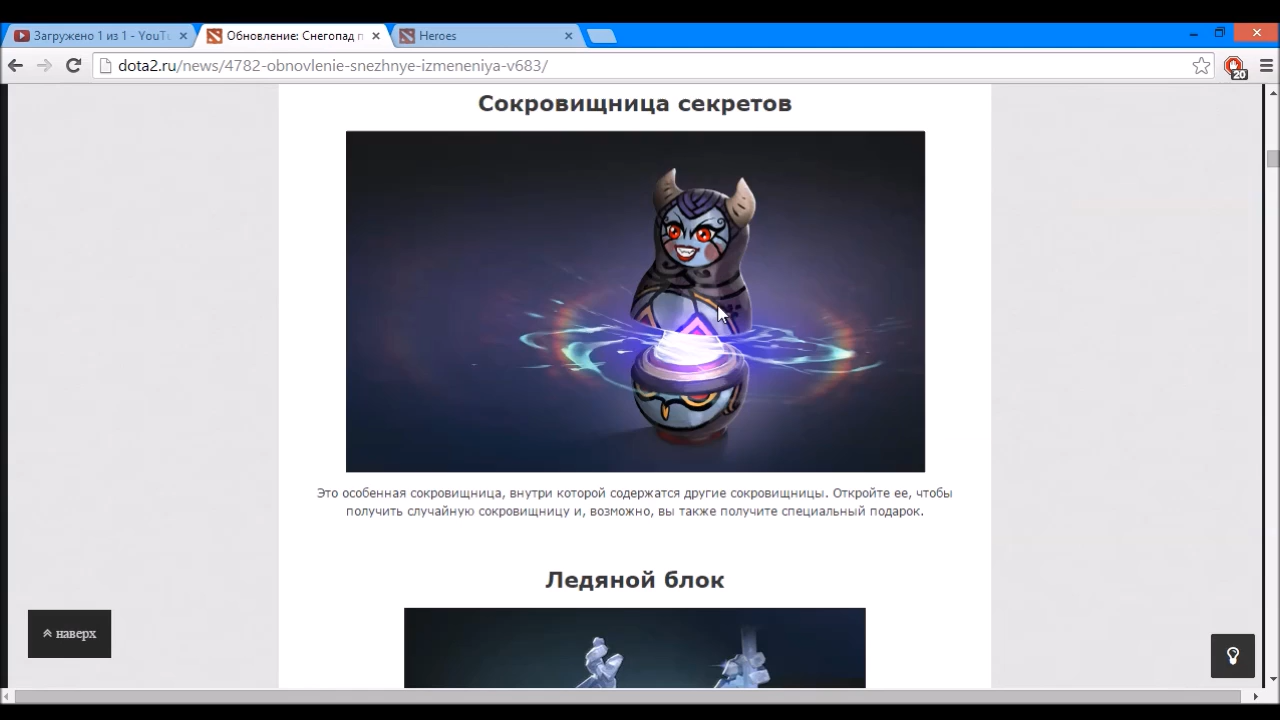 Загружено 1 из 1 - YouTu
Обновление: Снегопад п
Heroes
dota2.ru/news/4782-obnovlenie-snezhnye-izmeneniya-v683/
20
Сокровищница секретов
Это особенная сокровищница, внутри которой содержатся другие сокровищницы. Откройте ее, чтобы
получить случайную сокровищницу и, возможно, вы также получите специальный подарок.
Ледяной блок
наверх